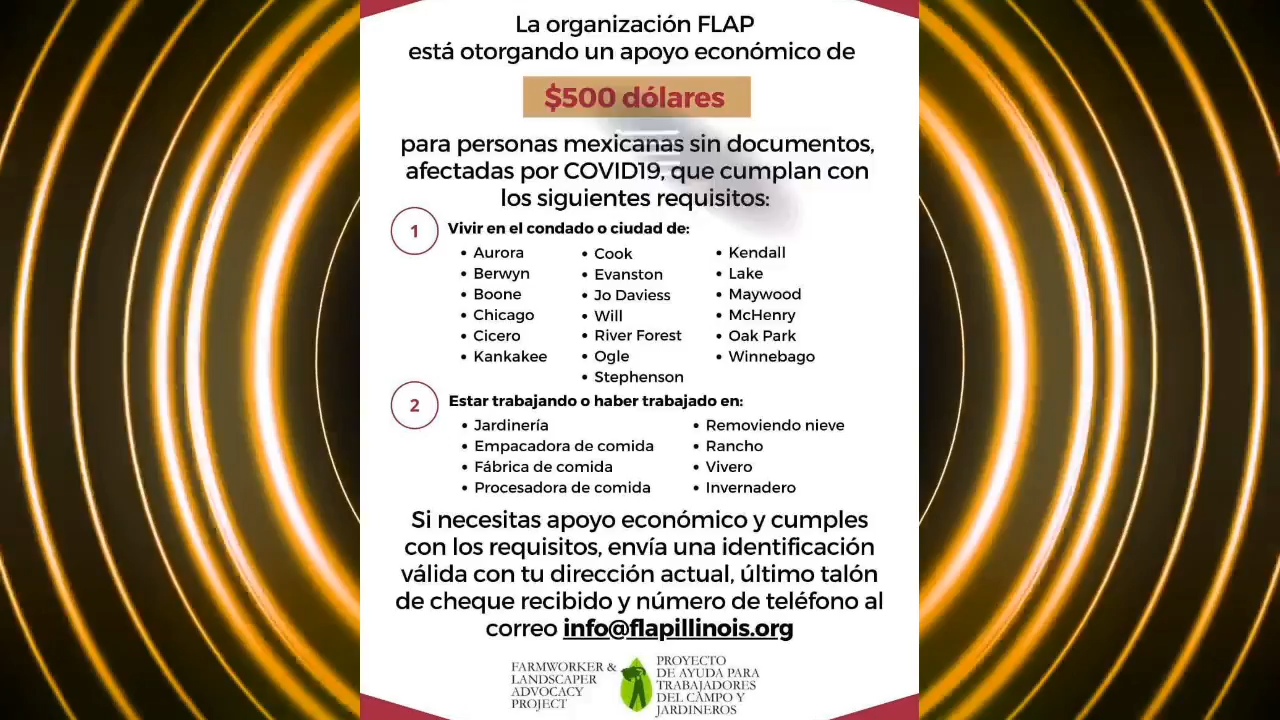 La organización FLAP
está otorgando un apoyo económico de
$500 dólares
para personas mexicanas sin documentos,
afectadas por COVID19, que cumplan con
los siguientes requisitos:
1 Vivir en el condado o ciudad de:
• Aurora
• Berwyn
• Boone
• Chicago
• Cicero
• Kankakee
• Cook
• Evanston
• Jo Daviess
• Will
• River Forest
• Ogle
• Stephenson
• Kendall
• Lake
• Maywood
• McHenry
• Oak Park
• Winnebago
2 Estar trabajando o haber trabajado en:
• Jardinería
• Empacadora de comida
• Fábrica de comida
• Procesadora de comida
• Removiendo nieve
• Rancho
• Vivero
• Invernadero
Si necesitas apoyo económico y cumples
con los requisitos, envía una identificación
válida con tu dirección actual, último talón
de cheque recibido y número de teléfono al
correo info@flapillinois.org
FARMWORKER &
LANDSCAPER
ADVOCACY
PROJECT
PROYECTO
DE AYUDA PARA
TRABAJADORES
DEL CAMPO Y
JARDINEROS